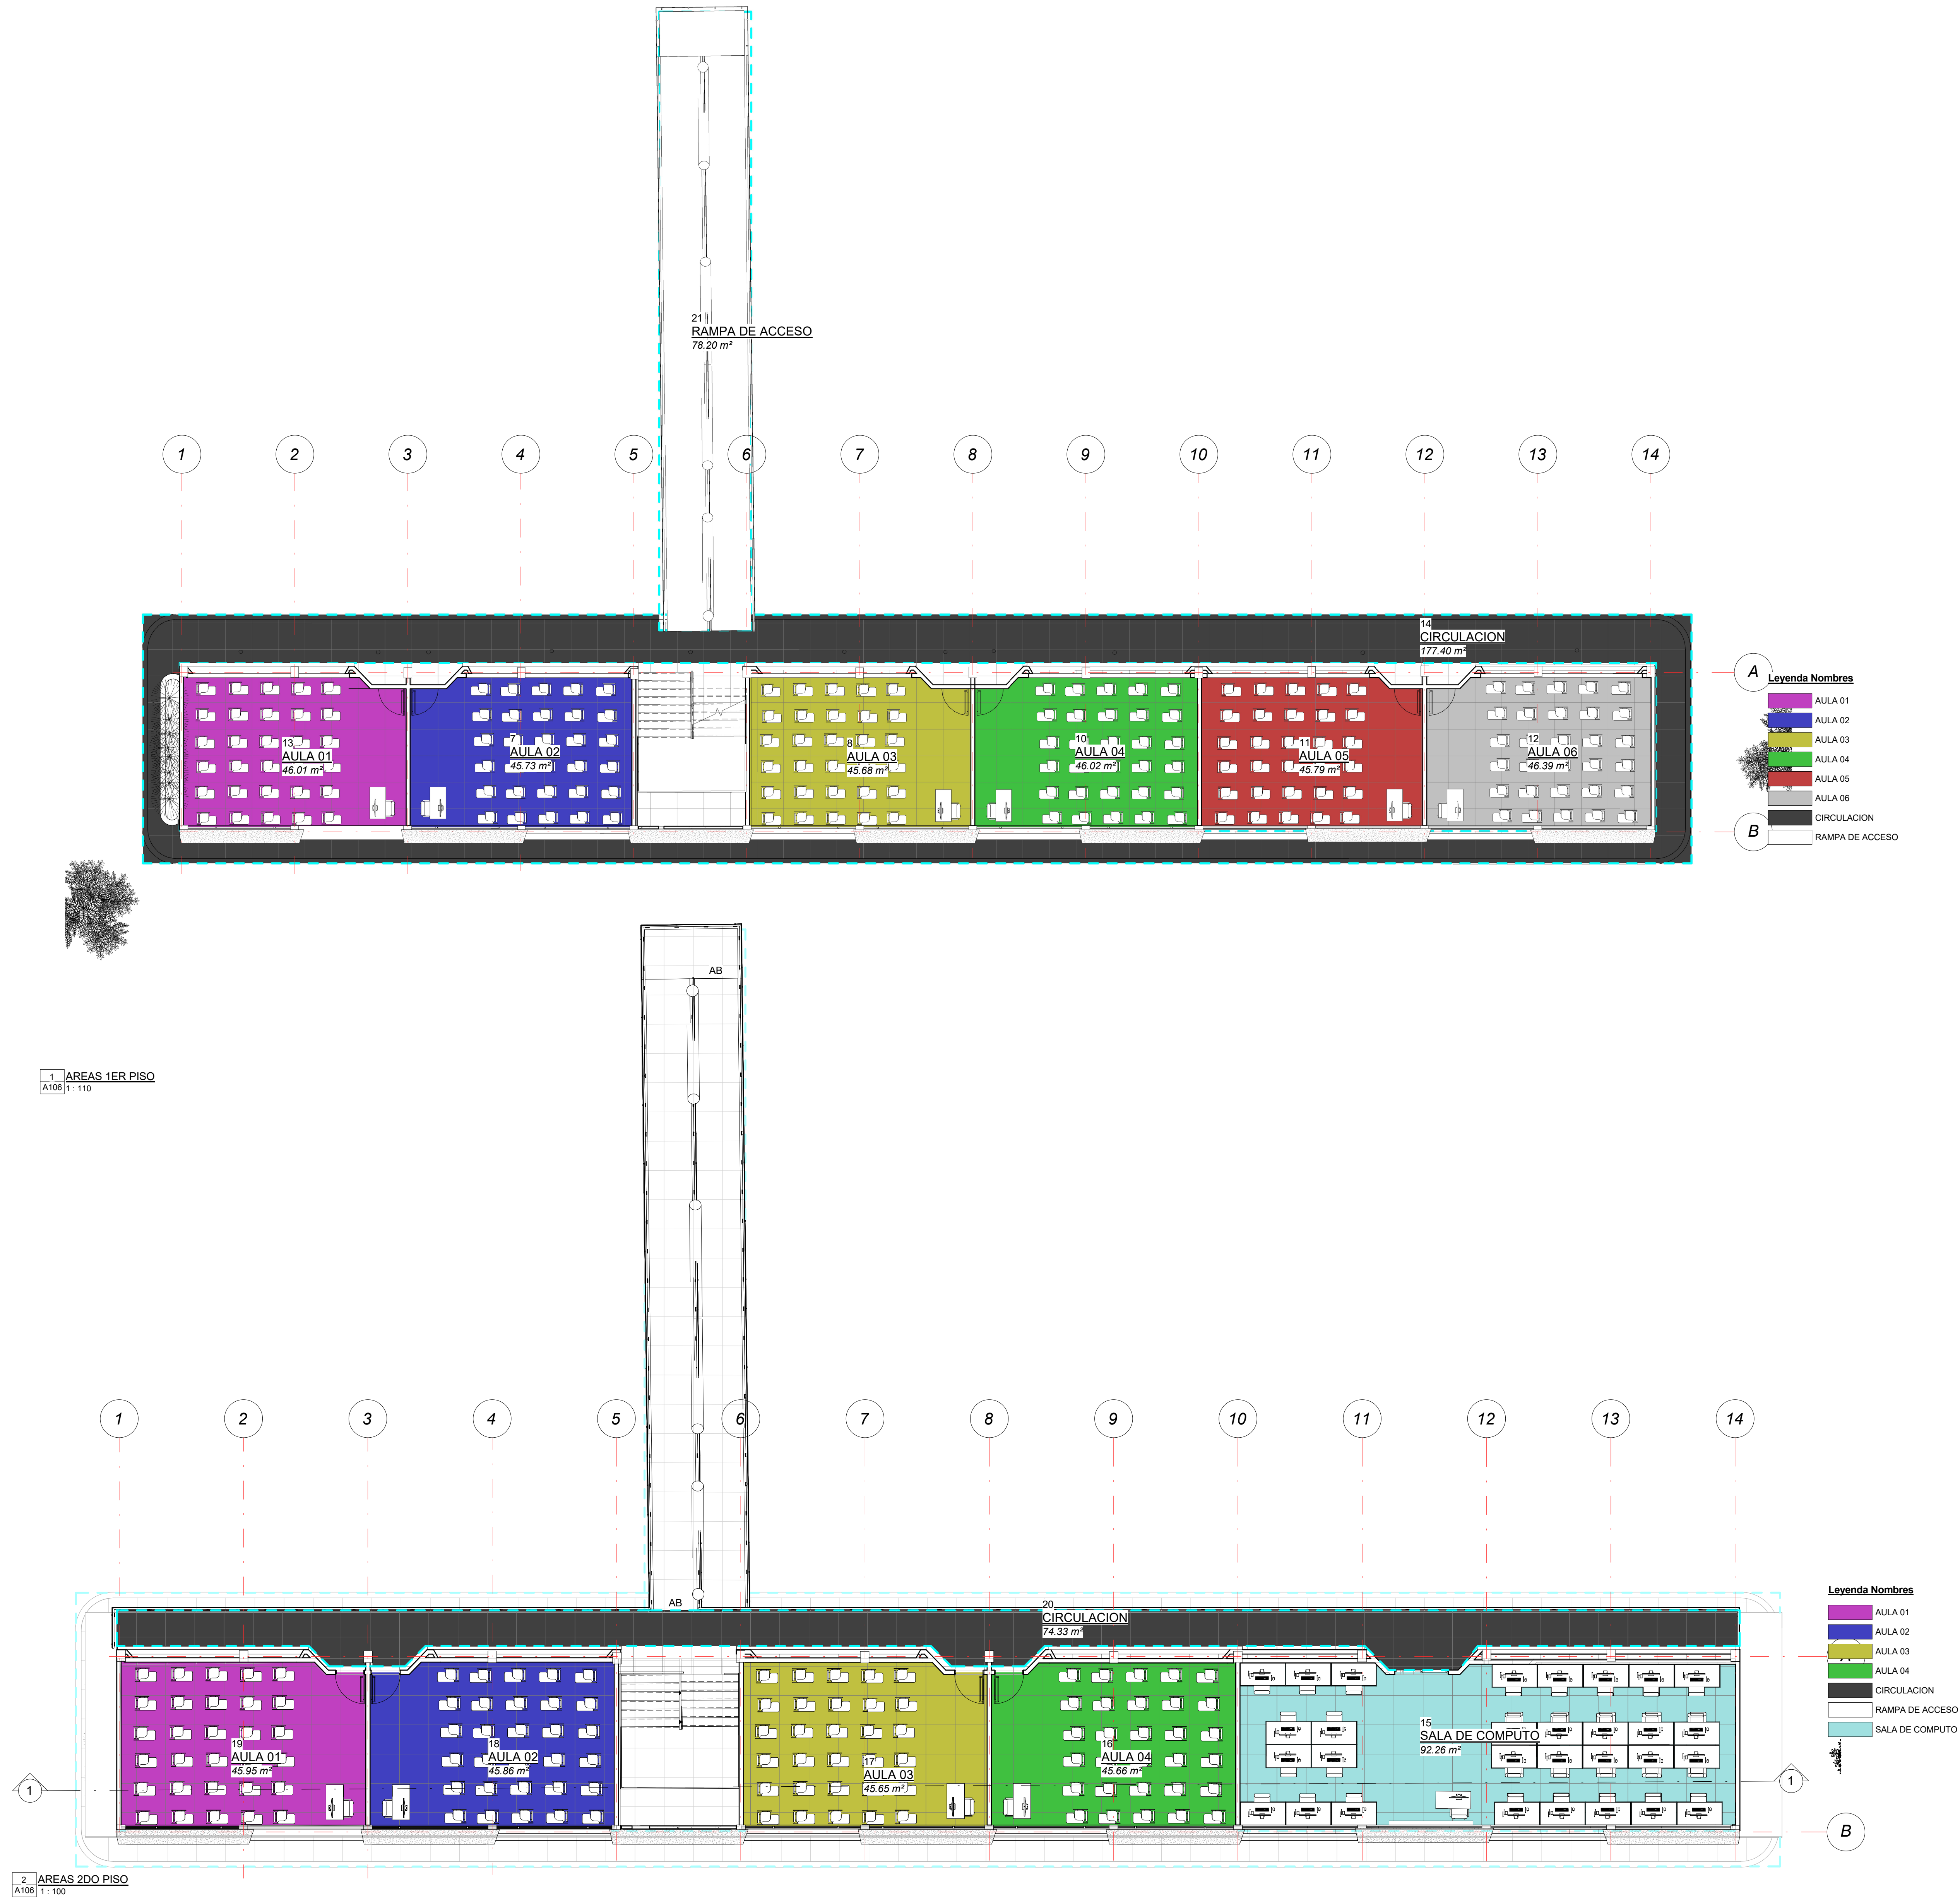 21
RAMPA DE ACCESO
78.20 m²
1
2
3
4
5
6
7
8
9
10
11
12
13
14
14
CIRCULACION
177.40 m²
A
Leyenda Nombres
AULA 01
AULA 02
AULA 03
AULA 04
AULA 05
AULA 06
CIRCULACION
RAMPA DE ACCESO
13
AULA 01
46.01 m²
7
AULA 02
45.73 m²
8
AULA 03
45.68 m²
10
AULA 04
46.02 m²
11
AULA 05
45.79 m²
12
AULA 06
46.39 m²
B
AB
1
A106
AREAS 1ER PISO
1 : 110
1
2
3
4
5
6
7
8
9
10
11
12
13
14
AB
20
CIRCULACION
74.33 m²
Leyenda Nombres
AULA 01
AULA 02
AULA 03
AULA 04
CIRCULACION
RAMPA DE ACCESO
SALA DE COMPUTO
19
AULA 01
45.95 m²
18
AULA 02
45.86 m²
17
AULA 03
45.65 m²
16
AULA 04
45.66 m²
15
SALA DE COMPUTO
92.26 m²
1
1
B
2
A106
AREAS 2DO PISO
1 : 100